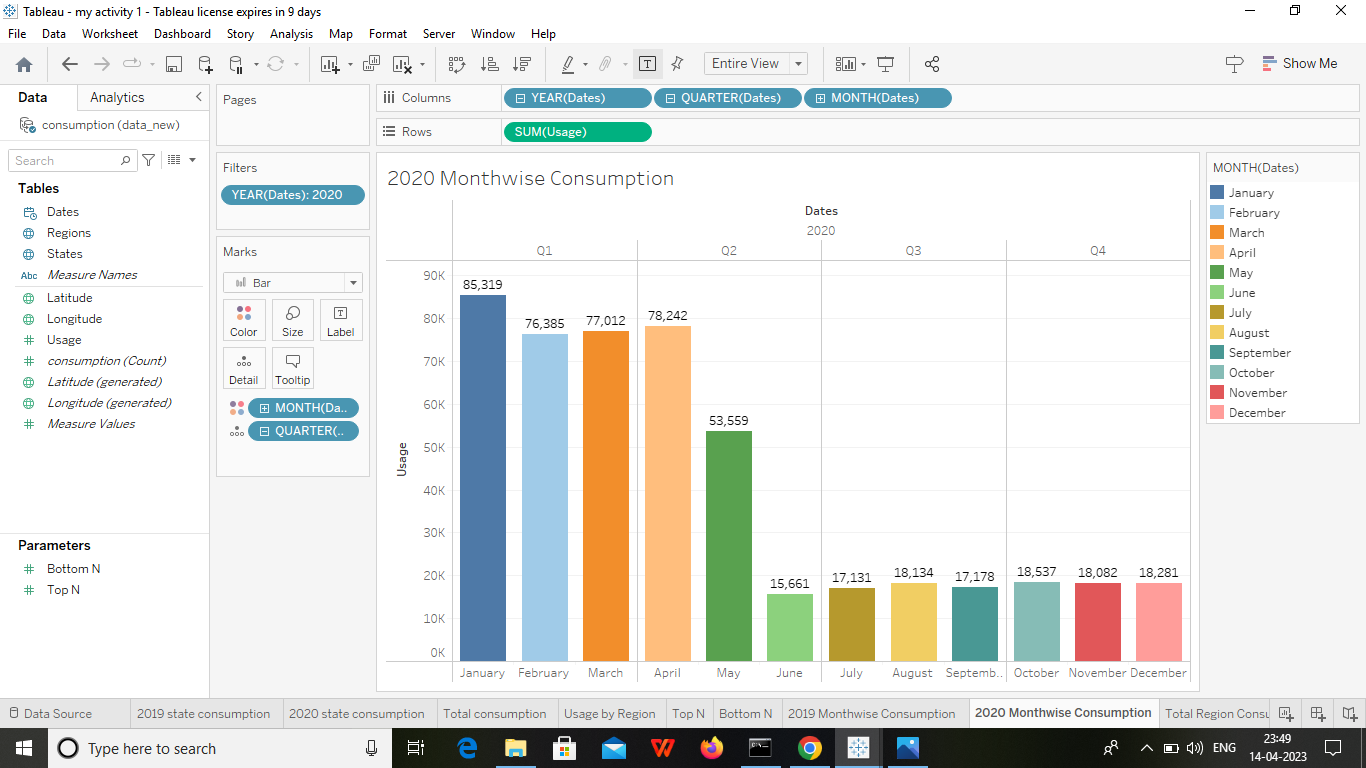 Tableau - my activity 1 - Tableau license expires in 9 days
File Data Worksheet Dashboard Story Analysis Map Format Server Window Help
Entire View
Show Me
Data Analytics
consumption (data_new)
Search
Tables
Dates
Regions
States
Abc Measure Names
Latitude
Longitude
Usage
consumption (Count)
Latitude (generated)
Longitude (generated)
Measure Values
Parameters
Bottom N
Top N
Pages
Filters
YEAR(Dates): 2020
Marks
Bar
Color Size Label
Detail Tooltip
MONTH(Da..
QUARTER(..
Columns YEAR(Dates) QUARTER(Dates) MONTH(Dates)
Rows SUM(Usage)
2020 Monthwise Consumption
Dates
2020
Q1 Q2 Q3 Q4
Usage
90K
80K
70K
60K
50K
40K
30K
20K
10K
0K
85,319 76,385 77,012 78,242 53,559 15,661 17,131 18,134 17,178 18,537 18,082 18,281
January February March April May June July August Septemb.. October November December
MONTH(Dates)
January
February
March
April
May
June
July
August
September
October
November
December
Data Source 2019 state consumption 2020 state consumption Total consumption Usage by Region Top N Bottom N 2019 Monthwise Consumption 2020 Monthwise Consumption Total Region Consu
Type here to search
ENG
23:49
14-04-2023